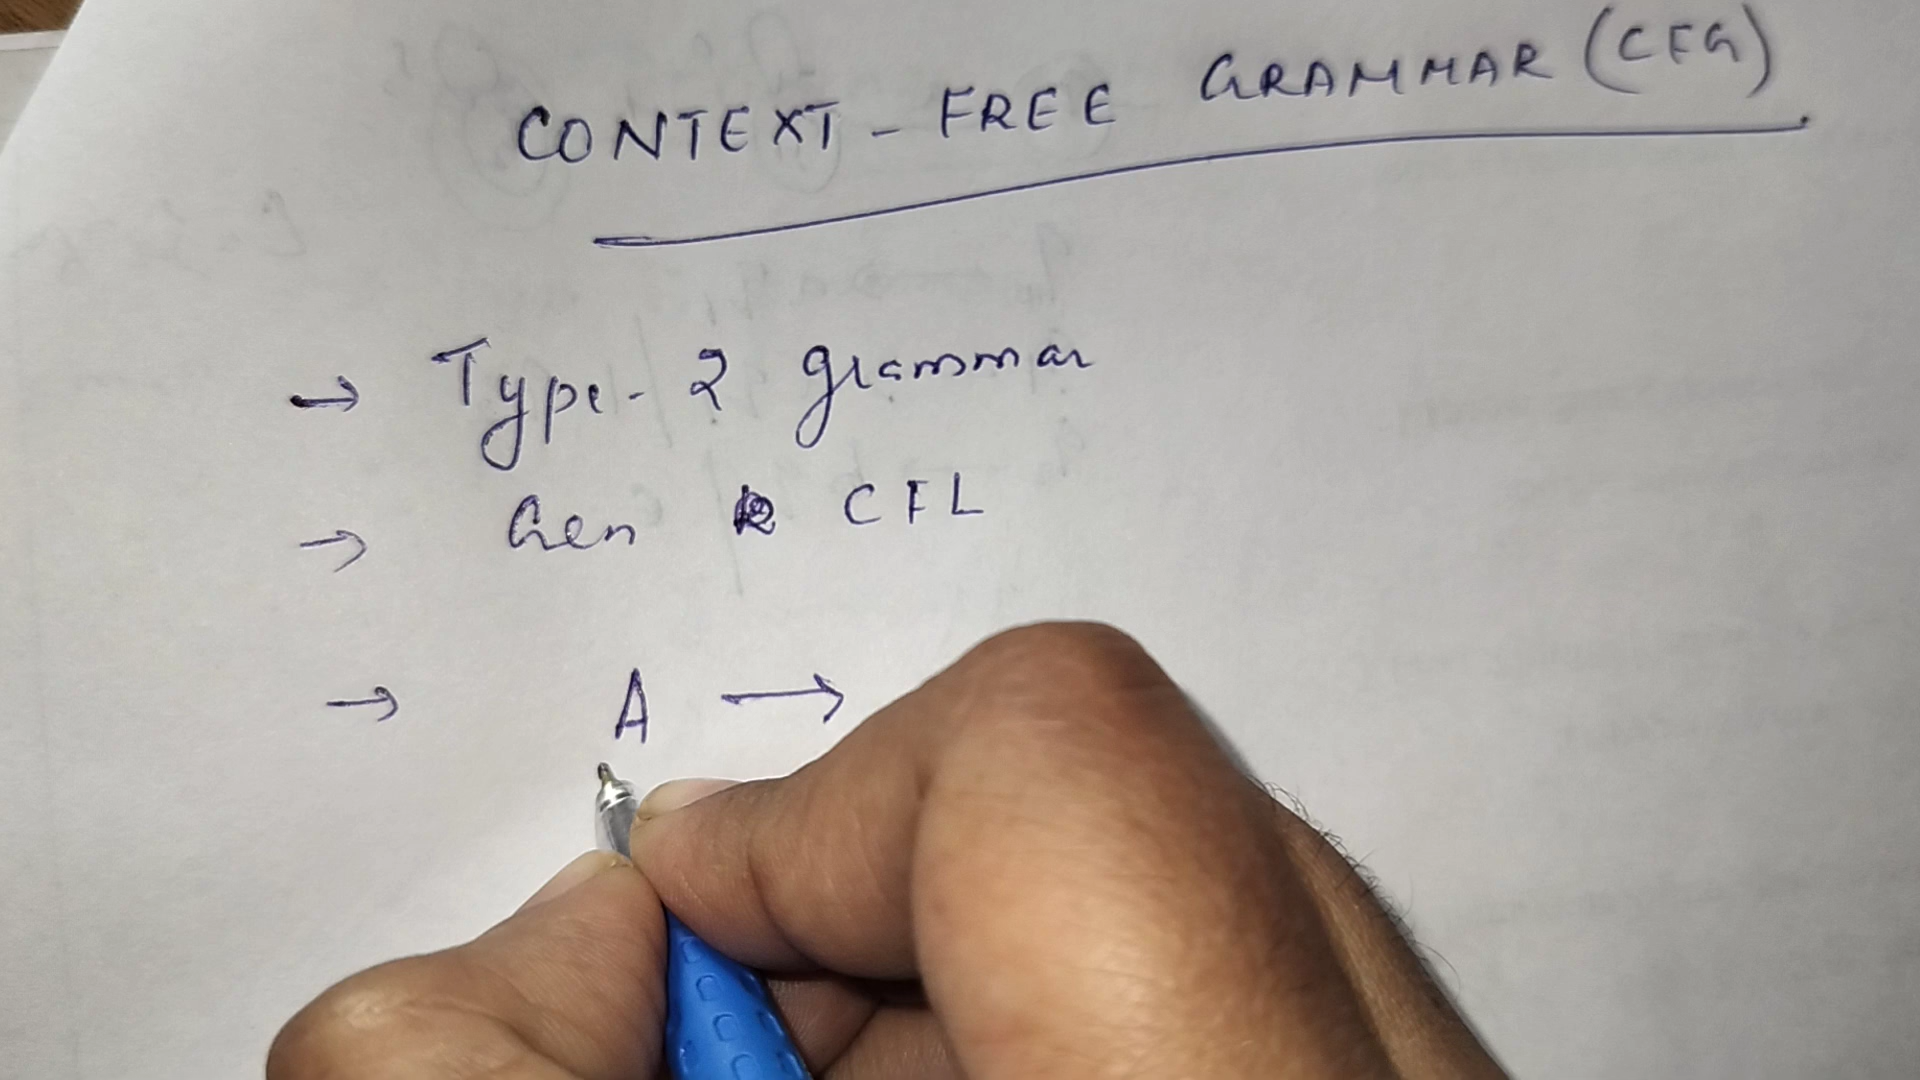 CONTEXT-FREE GRAMMAR (CFG)
→ Type-2 grammar
→ Gen CFL
→ A →